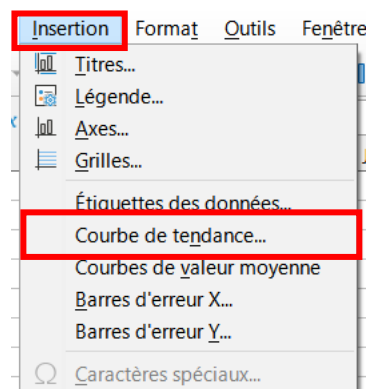 Insertion Format Outils Fenêtre
Titres...
Légende...
Axes...
Grilles...
Étiquettes des données...
Courbe de tendance...
Courbes de valeur moyenne
Barres d'erreur X...
Barres d'erreur Y...
Ω Caractères spéciaux...